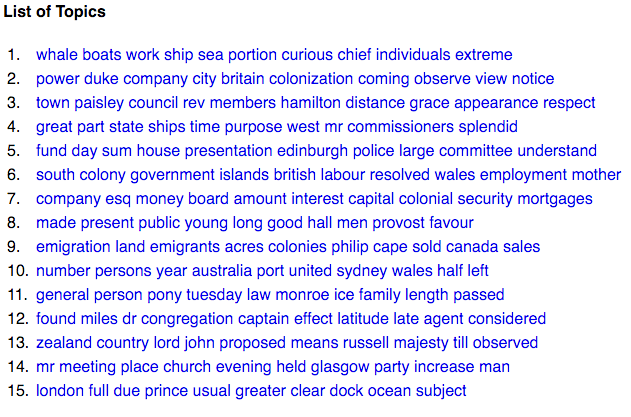 List of Topics
1. whale boats work ship sea portion curious chief individuals extreme
2. power duke company city britain colonization coming observe view notice
3. town paisley council rev members hamilton distance grace appearance respect
4. great part state ships time purpose west mr commissioners splendid
5. fund day sum house presentation edinburgh police large committee understand
6. south colony government islands british labour resolved wales employment mother
7. company esq money board amount interest capital colonial security mortgages
8. made present public young long good hall men provost favour
9. emigration land emigrants acres colonies philip cape sold canada sales
10. number persons year australia port united sydney wales half left
11. general person pony tuesday law monroe ice family length passed
12. found miles dr congregation captain effect latitude late agent considered
13. zealand country lord john proposed means russell majesty till observed
14. mr meeting place church evening held glasgow party increase man
15. london full due prince usual greater clear dock ocean subject